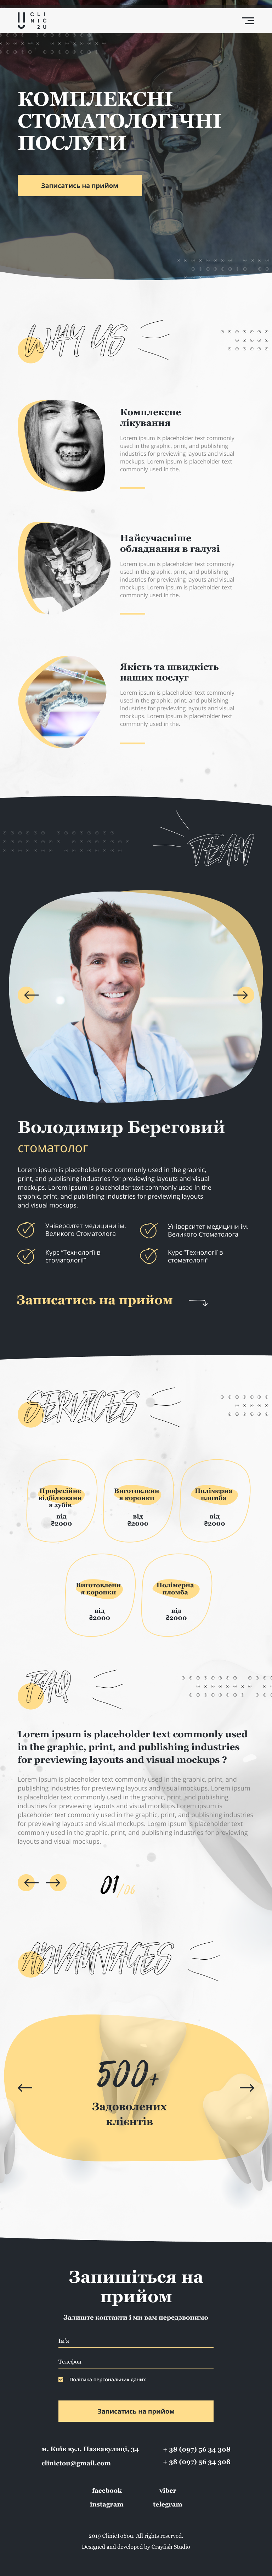 CLI
NIC
2U
КОМПЛЕКСНІ
СТОМАТОЛОГІЧНІ
ПОСЛУГИ
Записатись на прийом
WHY US
Комплексне
лікування
Lorem ipsum is placeholder text commonly
used in the graphic, print, and publishing
industries for previewing layouts and visual
mockups. Lorem ipsum is placeholder text
commonly used in the.
Найсучасніше
обладнання в галузі
Lorem ipsum is placeholder text commonly
used in the graphic, print, and publishing
industries for previewing layouts and visual
mockups. Lorem ipsum is placeholder text
commonly used in the.
Якість та швидкість
наших послуг
Lorem ipsum is placeholder text commonly
used in the graphic, print, and publishing
industries for previewing layouts and visual
mockups. Lorem ipsum is placeholder text
commonly used in the.
TEAM
Володимир Береговий
стоматолог
Lorem ipsum is placeholder text commonly used in the graphic,
print, and publishing industries for previewing layouts and visual
mockups. Lorem ipsum is placeholder text commonly used in the
graphic, print, and publishing industries for previewing layouts
and visual mockups.
Університет медицини ім.
Великого Стоматолога
Університет медицини ім.
Великого Стоматолога
Курс “Технології в
стоматології”
Курс “Технології в
стоматології”
Записатись на прийом
SERVICES
Професійне
відбілюванн
я зубів
від
₴2000
Виготовленн
я коронки
від
₴2000
Полімерна
пломба
від
₴2000
Виготовленн
я коронки
від
₴2000
Полімерна
пломба
від
₴2000
FAQ
Lorem ipsum is placeholder text commonly used
in the graphic, print, and publishing industries
for previewing layouts and visual mockups ?
Lorem ipsum is placeholder text commonly used in the graphic, print, and
publishing industries for previewing layouts and visual mockups. Lorem ipsum
is placeholder text commonly used in the graphic, print, and publishing
industries for previewing layouts and visual mockups.Lorem ipsum is
placeholder text commonly used in the graphic, print, and publishing industries
for previewing layouts and visual mockups. Lorem ipsum is placeholder text
commonly used in the graphic, print, and publishing industries for previewing
layouts and visual mockups.
01/06
ADVANTAGES
500+
Задоволених
клієнтів
Запишіться на
прийом
Залиште контакти і ми вам передзвонимо
Ім'я
Телефон
Політика персональних даних
Записатись на прийом
м. Київ вул. Назвавулиці, 34
+ 38 (097) 56 34 308
clinictou@gmail.com
+ 38 (097) 56 34 308
facebook
viber
instagram
telegram
2019 ClinicToYou. All rights reserved.
Designed and developed by Crayfish Studio